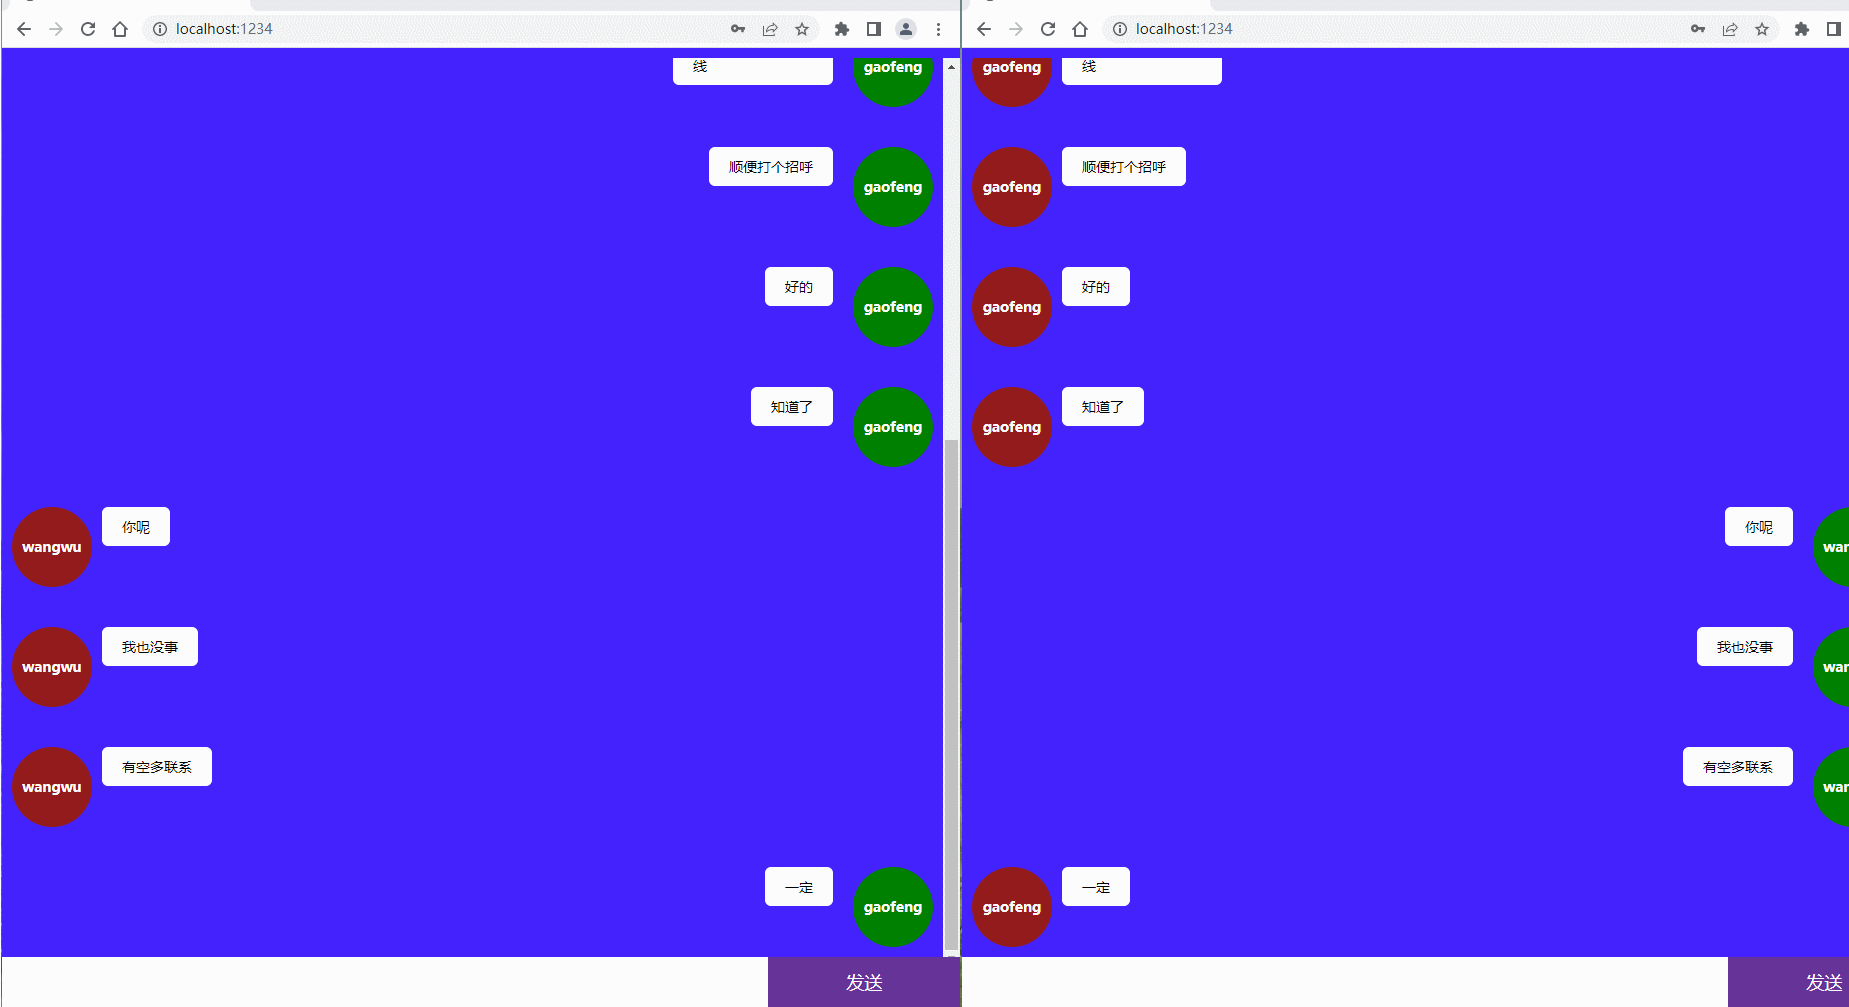 localhost:1234
线
gaofeng
顺便打个招呼
gaofeng
好的
gaofeng
知道了
gaofeng
wangwu
你呢
wangwu
我也没事
wangwu
有空多联系
一定
gaofeng
发送
localhost:1234
gaofeng
线
gaofeng
顺便打个招呼
gaofeng
好的
gaofeng
知道了
你呢
war
我也没事
war
有空多联系
war
gaofeng
一定
发送